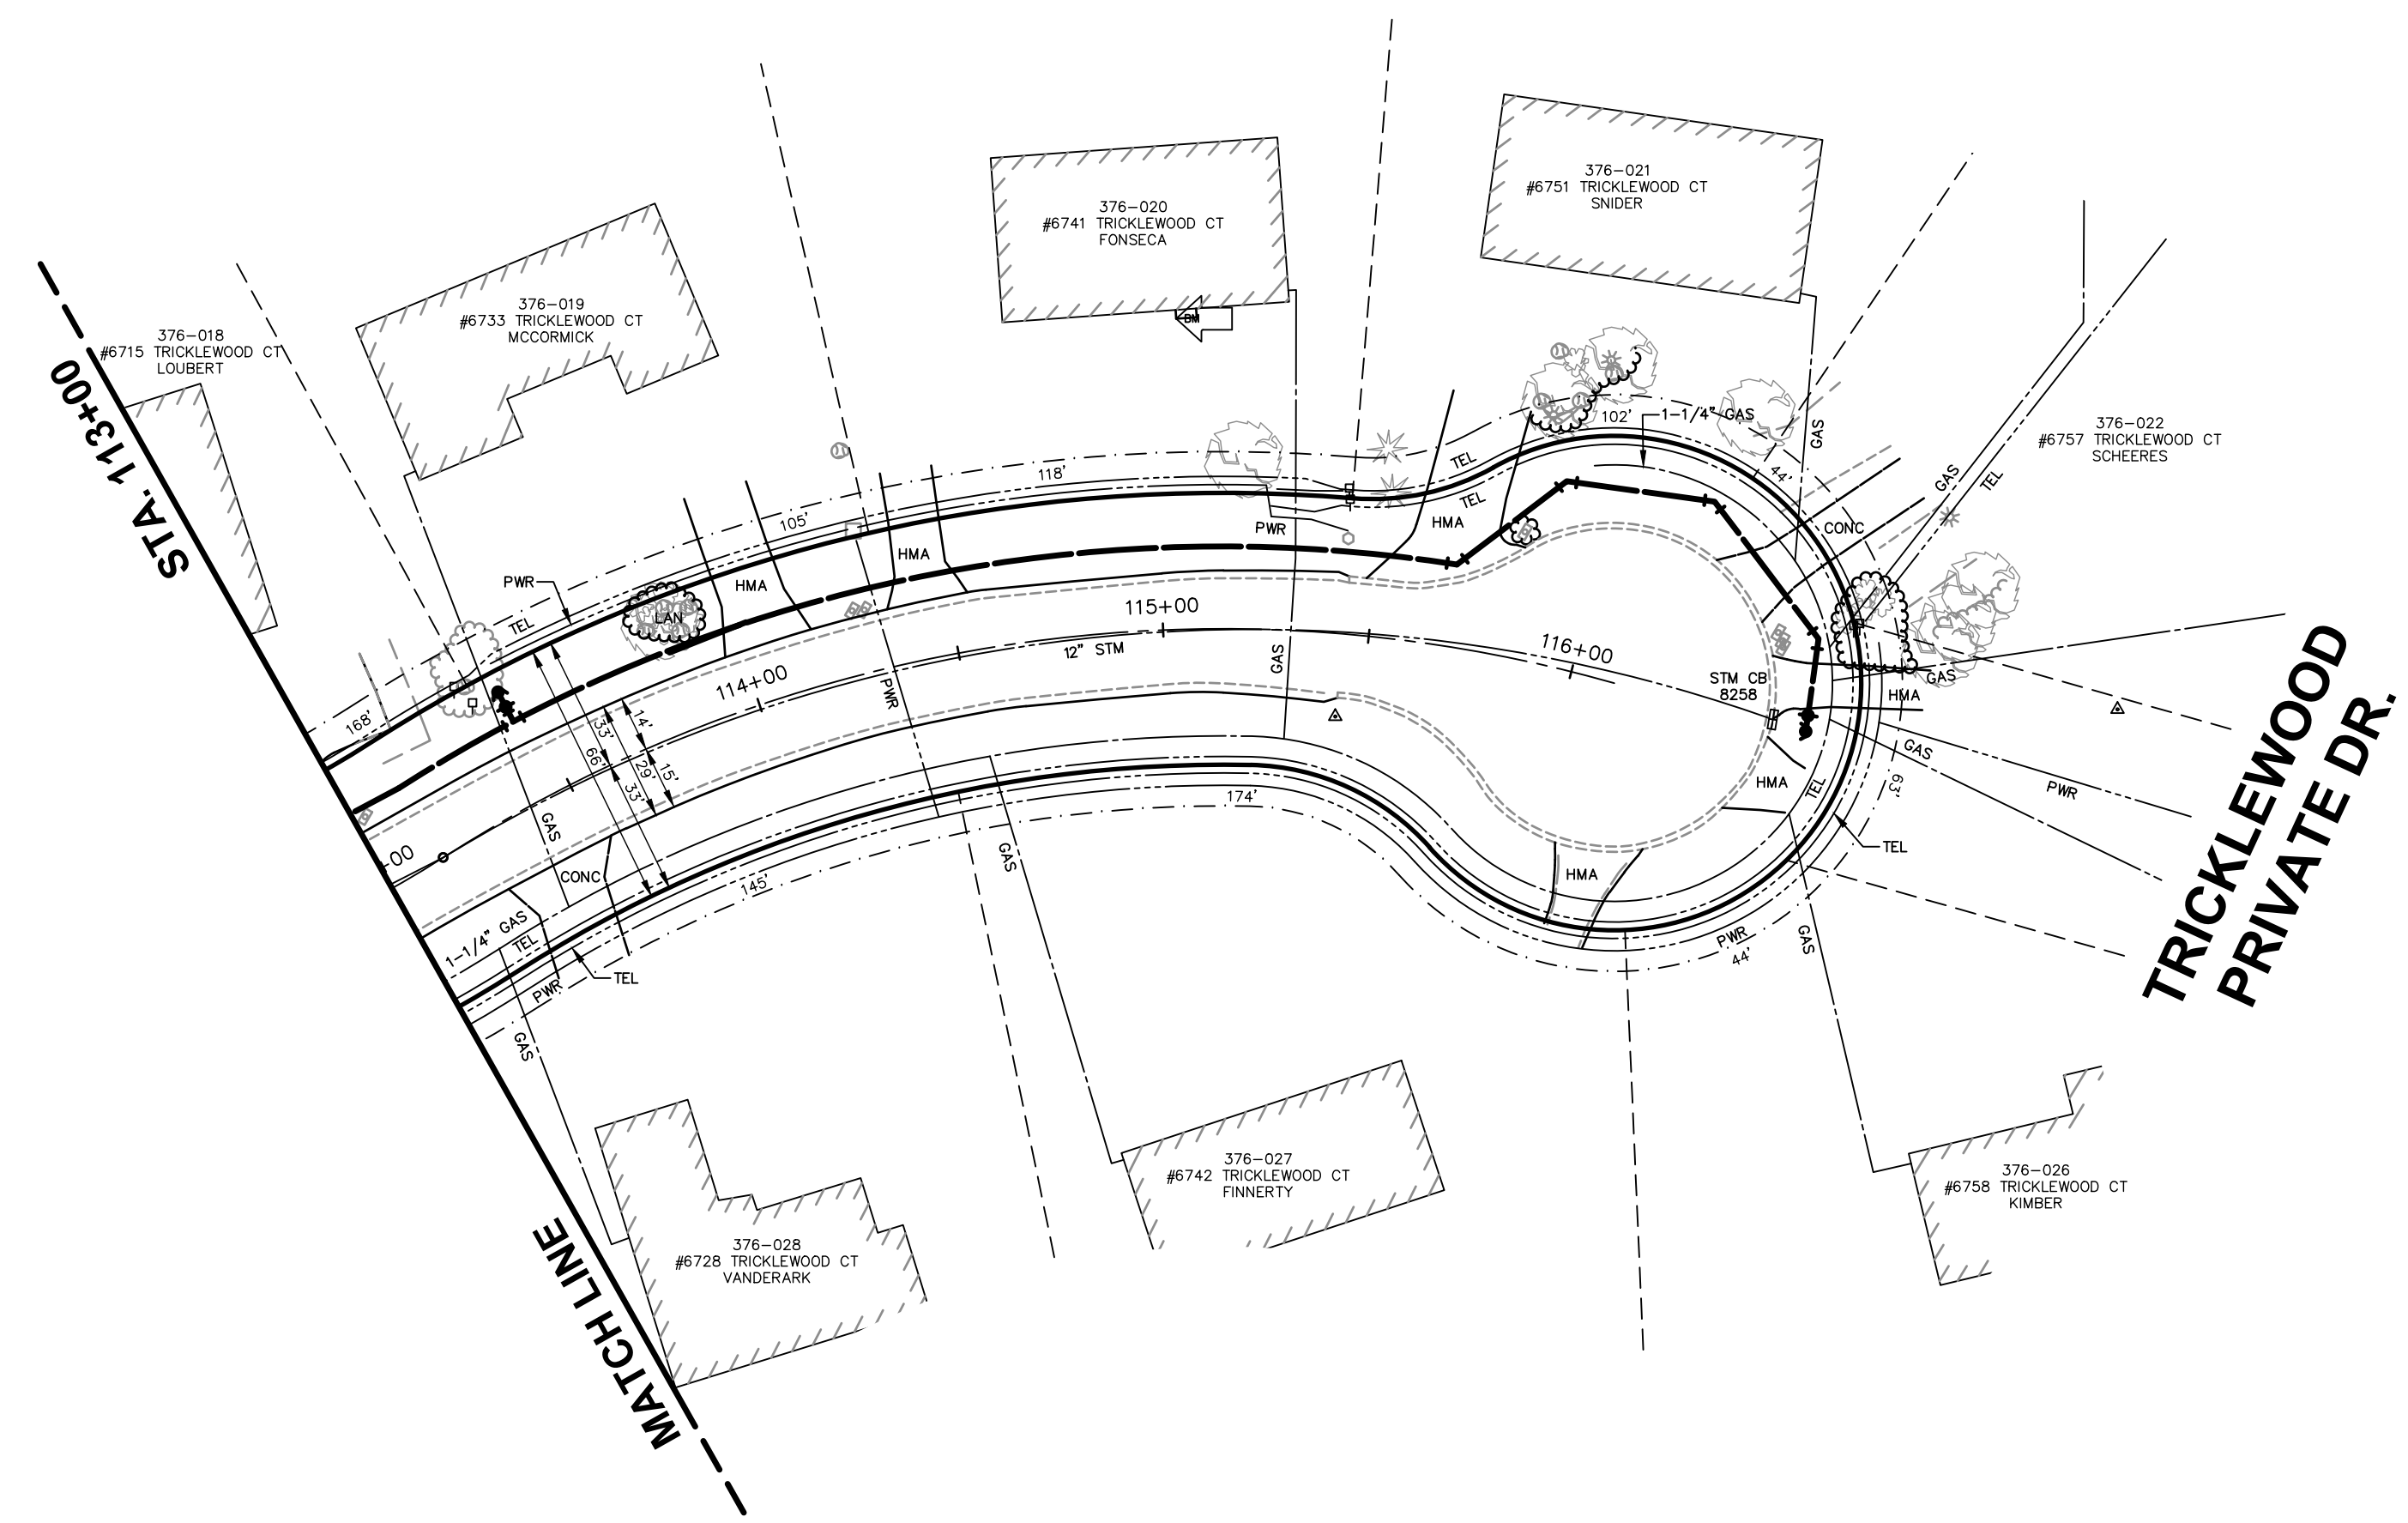 376-021
#6751 TRICKLEWOOD CT
SNIDER
376-020
#6741 TRICKLEWOOD CT
FONSECA
BM
376-019
#6733 TRICKLEWOOD CT
MCCORMICK
376-018
#6715 TRICKLEWOOD CT
LOUBERT
STA. 113+00
376-022
#6757 TRICKLEWOOD CT
SCHEERES
102'
1-1/4" GAS
GAS
44'
TEL
TEL
118'
105'
GAS
TEL
HMA
PWR
CONC
HMA
HMA
PWR
LAN
TEL
168'
115+00
114+00
116+00
12" STM
GAS
PWR
STM CB
8258
GAS
HMA
GAS
PWR
63'
HMA
TEL
TEL
14'
33'
66'
29'
15'
33'
+00
GAS
CONC
174'
145'
GAS
HMA
PWR
44'
GAS
1-1/4" GAS
TEL
TEL
PWR
GAS
TRICKLEWOOD
PRIVATE DR.
376-027
#6742 TRICKLEWOOD CT
FINNERTY
376-026
#6758 TRICKLEWOOD CT
KIMBER
376-028
#6728 TRICKLEWOOD CT
VANDERARK
MATCH LINE